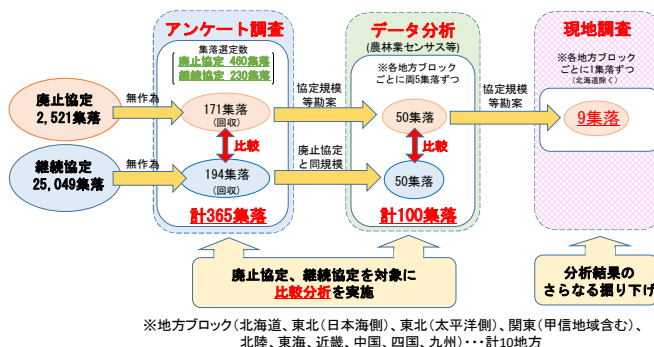 アンケート調査
集落選定数
廃止協定 460集落
継続協定 230集落
データ分析
(農林業センサス等)
※各地方ブロック
ごとに両5集落ずつ
現地調査
※各地方ブロック
ごとに1集落ずつ
(北海道除く)
廃止協定
2,521集落
無作為
171集落
(回収)
協定規模
等勘案
50集落
協定規模
等勘案
9集落
比較
比較
継続協定
25,049集落
無作為
194集落
(回収)
廃止協定
と同規模
50集落
計365集落
計100集落
廃止協定、継続協定を対象に
比較分析を実施
分析結果の
さらなる掘り下げ
※地方ブロック(北海道、東北(日本海側)、東北(太平洋側)、関東(甲信地域含む)、
北陸、東海、近畿、中国、四国、九州)・・・計10地方